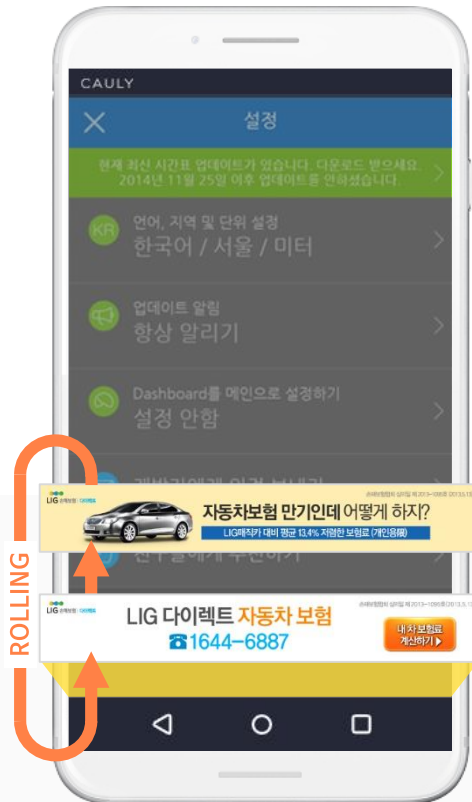 CAULY
설정
현재 최신 시간표 업데이트가 있습니다. 다운로드 받으세요.
2014년 11월 25일 이후 업데이트를 안하셨습니다.
KR
언어, 지역 및 단위 설정
한국어 / 서울 / 미터
업데이트 알림
항상 알리기
Dashboard를 메인으로 설정하기
설정 안함
LIG 손해보험 다이렉트
자동차보험 만기인데 어떻게 하지?
LIG매직카 대비 평균 13.4% 저렴한 보험료 (개인용)
ROLLING
LIG 손해보험 다이렉트
LIG 다이렉트 자동차 보험
1644-6887
내 차 보험료
계산하기